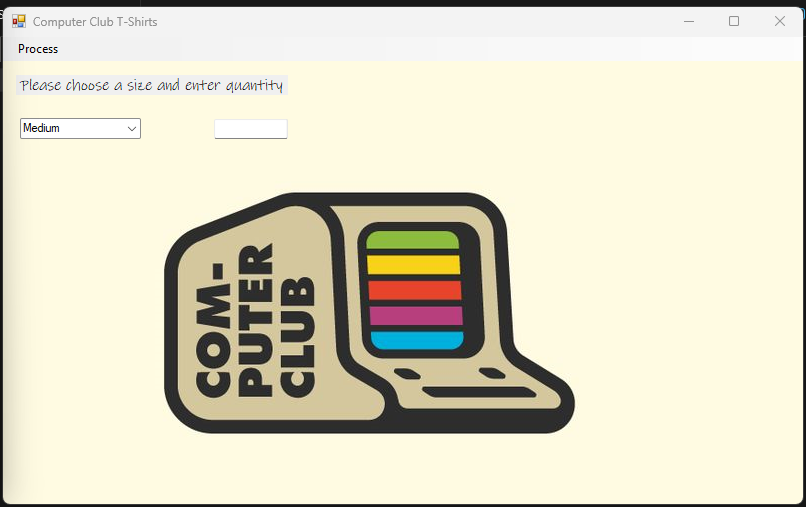 Computer Club T-Shirts
Process
Please choose a size and enter quantity
Medium
COM-
PUTER
CLUB